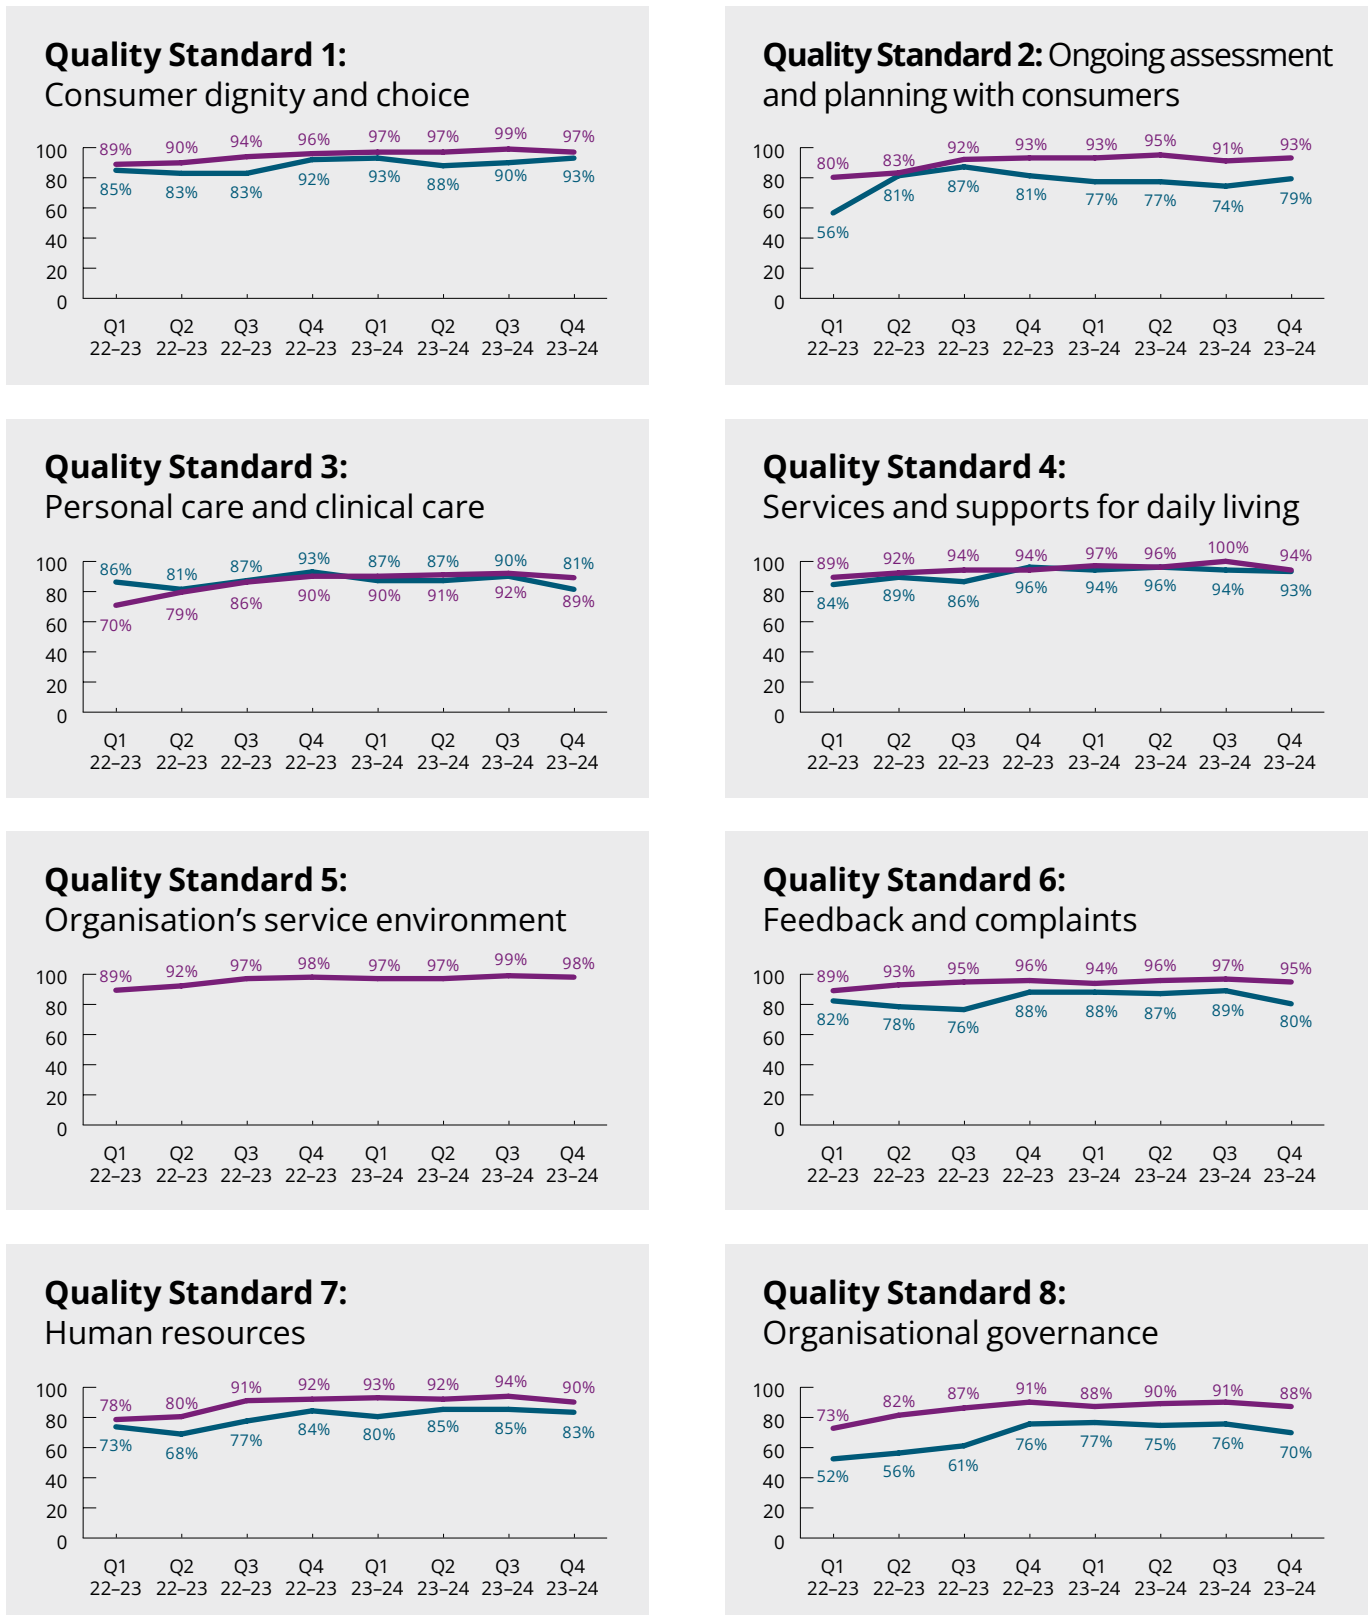 Quality Standard 1:
Consumer dignity and choice
89% 90% 94% 96% 97% 97% 99% 97%
100
80
60
40
20
0
85% 83% 83% 92% 93% 88% 90% 93%
Q1 Q2 Q3 Q4 Q1 Q2 Q3 Q4
22–23 22–23 22–23 22–23 23–24 23–24 23–24 23–24
Quality Standard 2: Ongoing assessment
and planning with consumers
80% 83% 92% 93% 93% 95% 91% 93%
100
80
60
40
20
0
56% 81% 87% 81% 77% 77% 74% 79%
Q1 Q2 Q3 Q4 Q1 Q2 Q3 Q4
22–23 22–23 22–23 22–23 23–24 23–24 23–24 23–24
Quality Standard 3:
Personal care and clinical care
86% 81% 87% 93% 87% 87% 90% 81%
100
80
60
40
20
0
70% 79% 86% 90% 90% 91% 92% 89%
Q1 Q2 Q3 Q4 Q1 Q2 Q3 Q4
22–23 22–23 22–23 22–23 23–24 23–24 23–24 23–24
Quality Standard 4:
Services and supports for daily living
89% 92% 94% 94% 97% 96% 100% 94%
100
80
60
40
20
0
84% 89% 86% 96% 94% 96% 94% 93%
Q1 Q2 Q3 Q4 Q1 Q2 Q3 Q4
22–23 22–23 22–23 22–23 23–24 23–24 23–24 23–24
Quality Standard 5:
Organisation’s service environment
89% 92% 97% 98% 97% 97% 99% 98%
100
80
60
40
20
0
Q1 Q2 Q3 Q4 Q1 Q2 Q3 Q4
22–23 22–23 22–23 22–23 23–24 23–24 23–24 23–24
Quality Standard 6:
Feedback and complaints
89% 93% 95% 96% 94% 96% 97% 95%
100
80
60
40
20
0
82% 78% 76% 88% 88% 87% 89% 80%
Q1 Q2 Q3 Q4 Q1 Q2 Q3 Q4
22–23 22–23 22–23 22–23 23–24 23–24 23–24 23–24
Quality Standard 7:
Human resources
78% 80% 91% 92% 93% 92% 94% 90%
100
80
60
40
20
0
73% 68% 77% 84% 80% 85% 85% 83%
Q1 Q2 Q3 Q4 Q1 Q2 Q3 Q4
22–23 22–23 22–23 22–23 23–24 23–24 23–24 23–24
Quality Standard 8:
Organisational governance
73% 82% 87% 91% 88% 90% 91% 88%
100
80
60
40
20
0
52% 56% 61% 76% 77% 75% 76% 70%
Q1 Q2 Q3 Q4 Q1 Q2 Q3 Q4
22–23 22–23 22–23 22–23 23–24 23–24 23–24 23–24